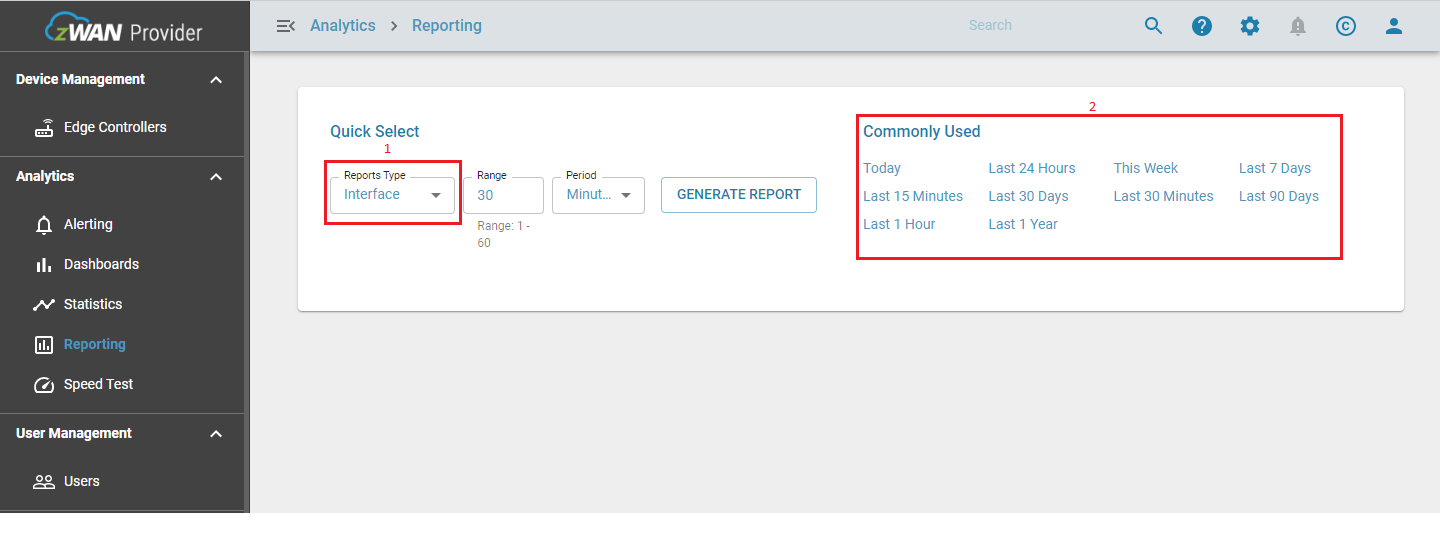 zWAN Provider
Device Management
Edge Controllers
Analytics
Alerting
Dashboards
Statistics
Reporting
Speed Test
User Management
Users
Analytics > Reporting
Search
Quick Select
1
Reports Type
Interface
Range
30
Range: 1 -
60
Period
Minut...
GENERATE REPORT
2
Commonly Used
Today Last 24 Hours This Week Last 7 Days
Last 15 Minutes Last 30 Days Last 30 Minutes Last 90 Days
Last 1 Hour Last 1 Year